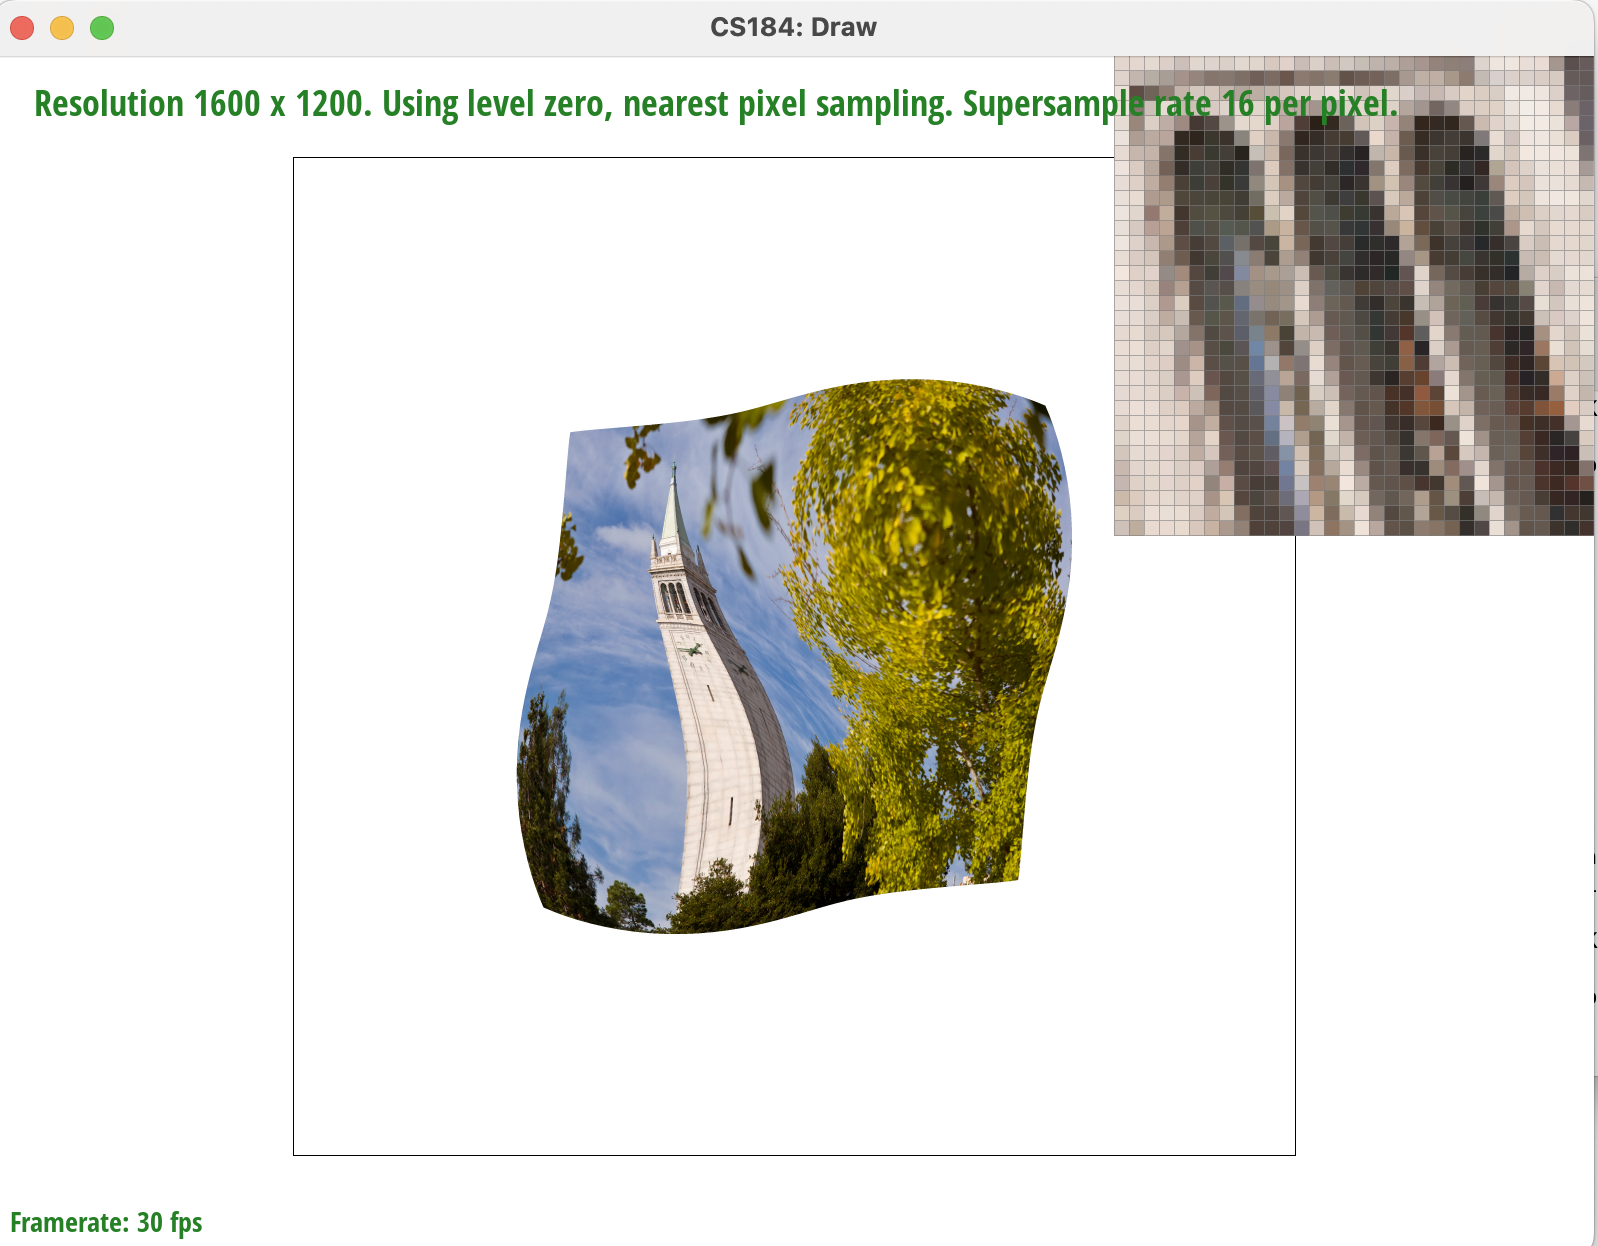 CS184: Draw
Resolution 1600 x 1200. Using level zero, nearest pixel sampling. Supersample rate 16 per pixel.
Framerate: 30 fps